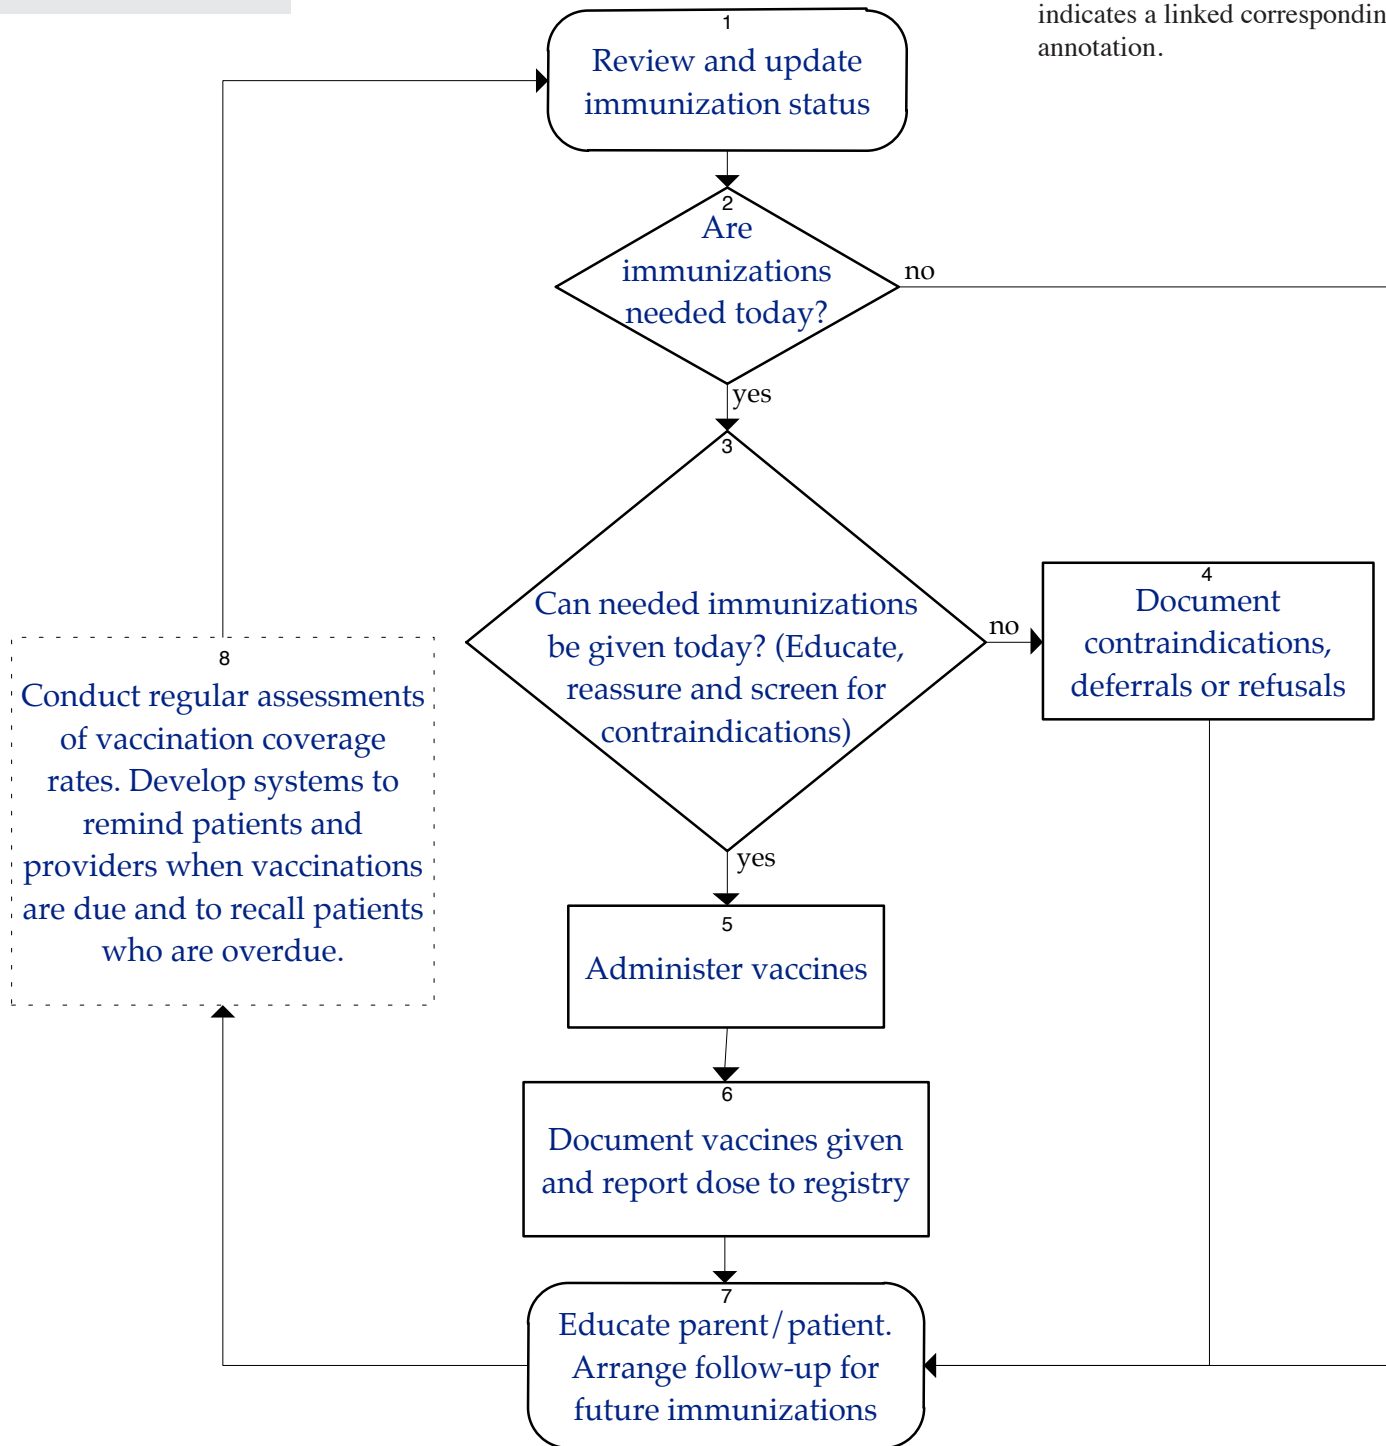 indicates a linked correspondin
annotation.
1
Review and update
immunization status
2
Are
immunizations
needed today?
no
yes
3
Can needed immunizations
be given today? (Educate,
reassure and screen for
contraindications)
no
4
Document
contraindications,
deferrals or refusals
yes
5
Administer vaccines
6
Document vaccines given
and report dose to registry
7
Educate parent/patient.
Arrange follow-up for
future immunizations
8
Conduct regular assessments
of vaccination coverage
rates. Develop systems to
remind patients and
providers when vaccinations
are due and to recall patients
who are overdue.